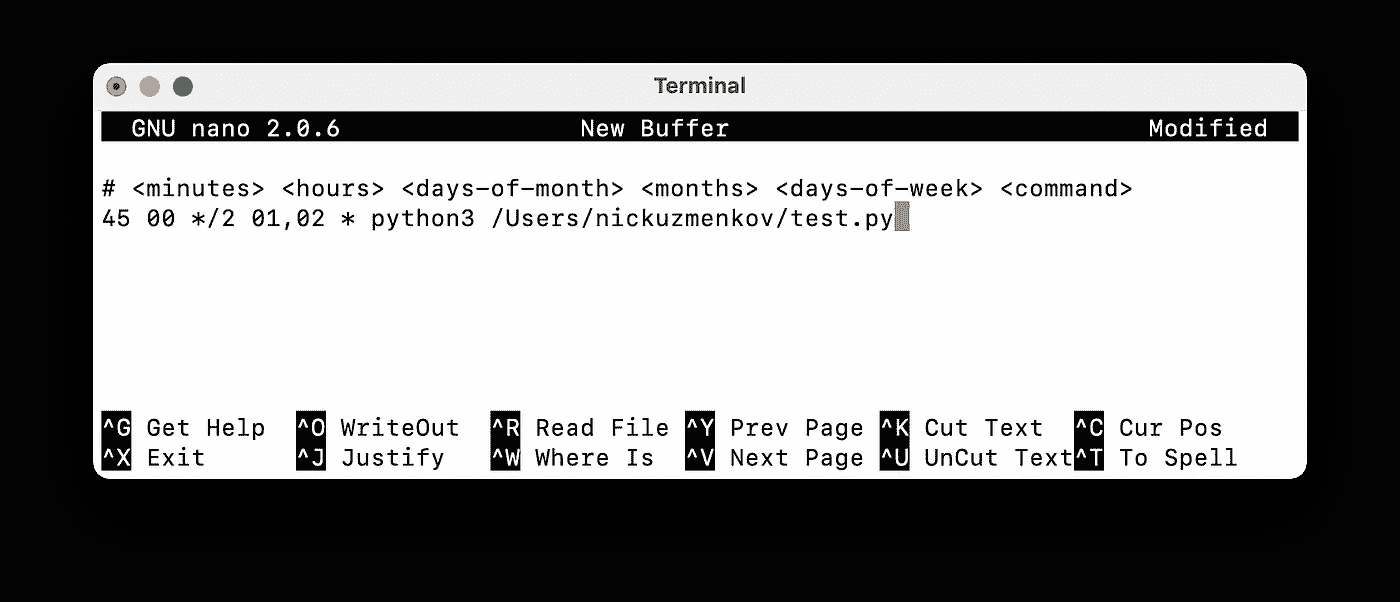 Terminal
GNU nano 2.0.6 New Buffer Modified
# <minutes> <hours> <days-of-month> <months> <days-of-week> <command>
45 00 */2 01,02 * python3 /Users/nickuzmenkov/test.py
^G Get Help ^O WriteOut ^R Read File ^Y Prev Page ^K Cut Text ^C Cur Pos
^X Exit ^J Justify ^W Where Is ^V Next Page ^U UnCut Text ^T To Spell